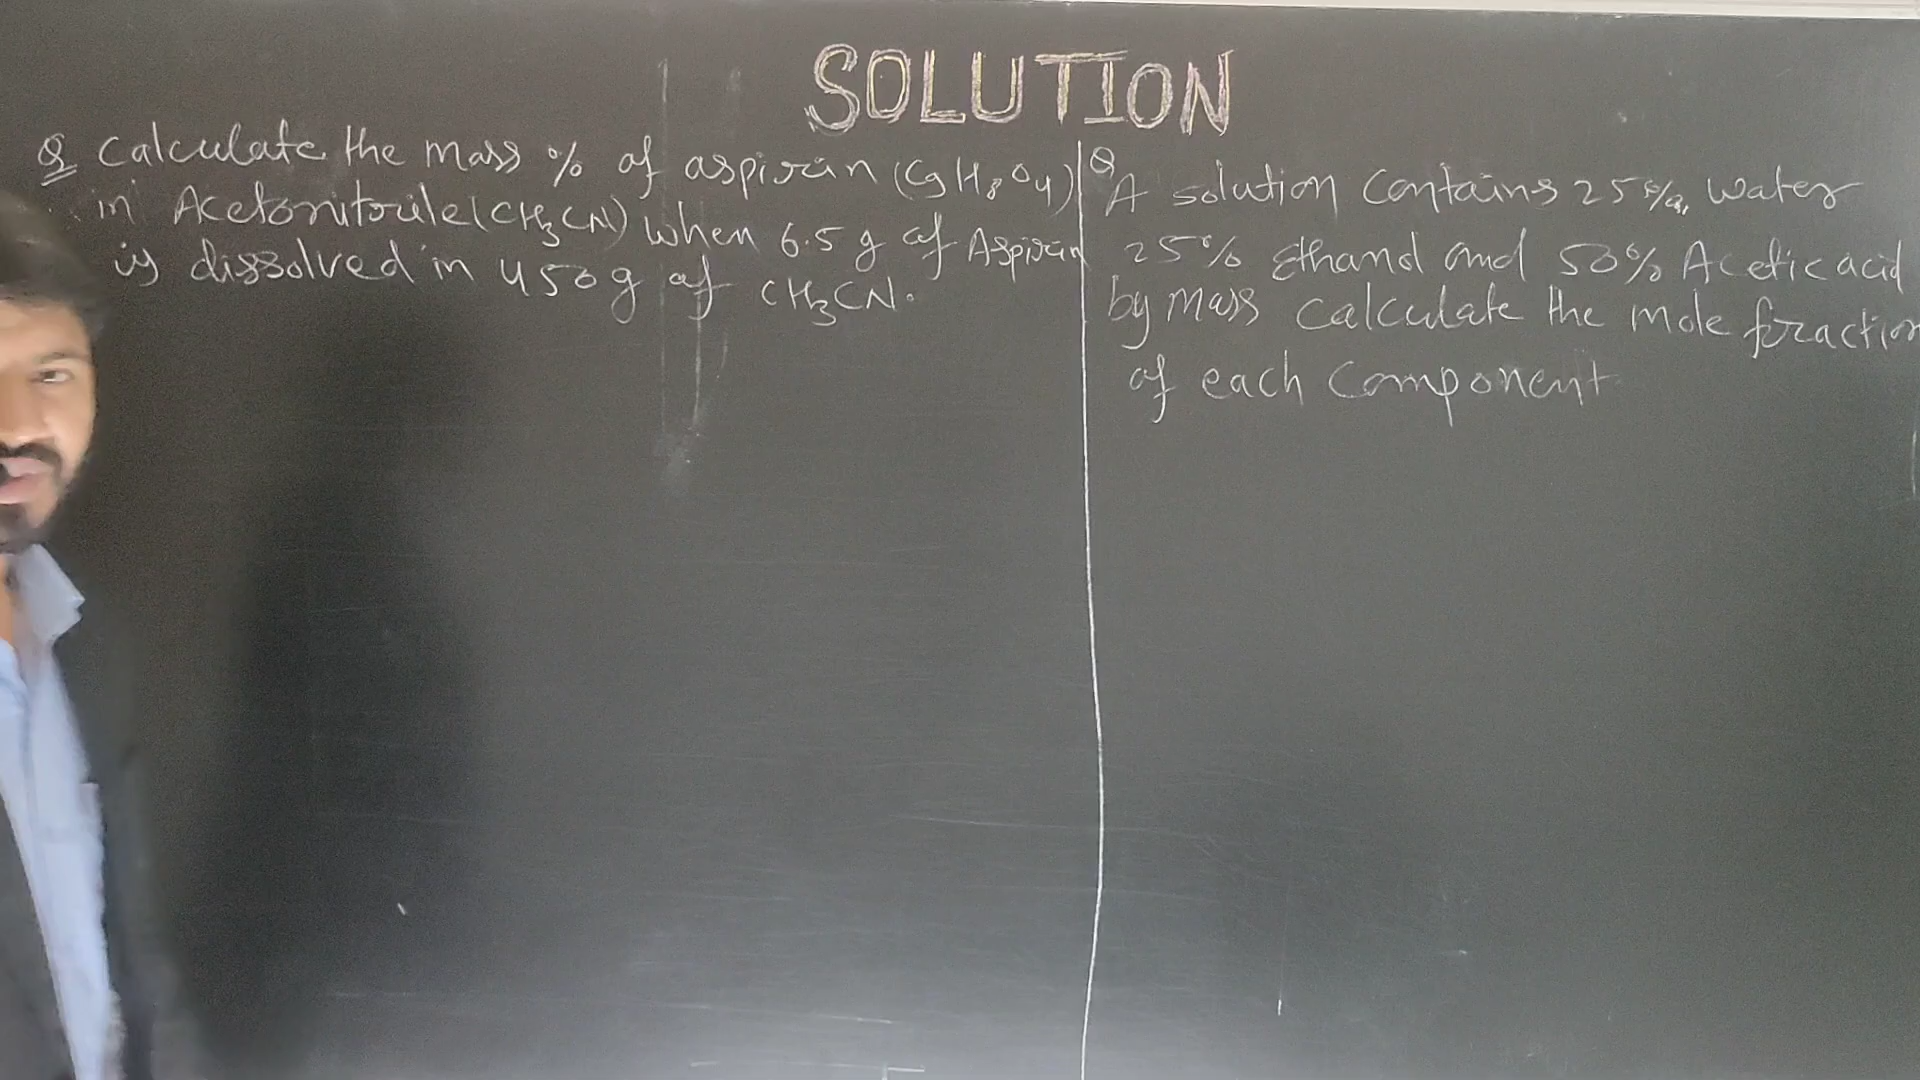 SOLUTION
Q Calculate the mass % of aspirin (C9H8O4)
in Acetonitrile (CH3CN) when 6.5 g of Aspirin
is dissolved in 450 g of CH3CN.
Q
A solution contains 25% water
25% Ethanol and 50% Acetic acid
by mass Calculate the mole fraction
of each Component